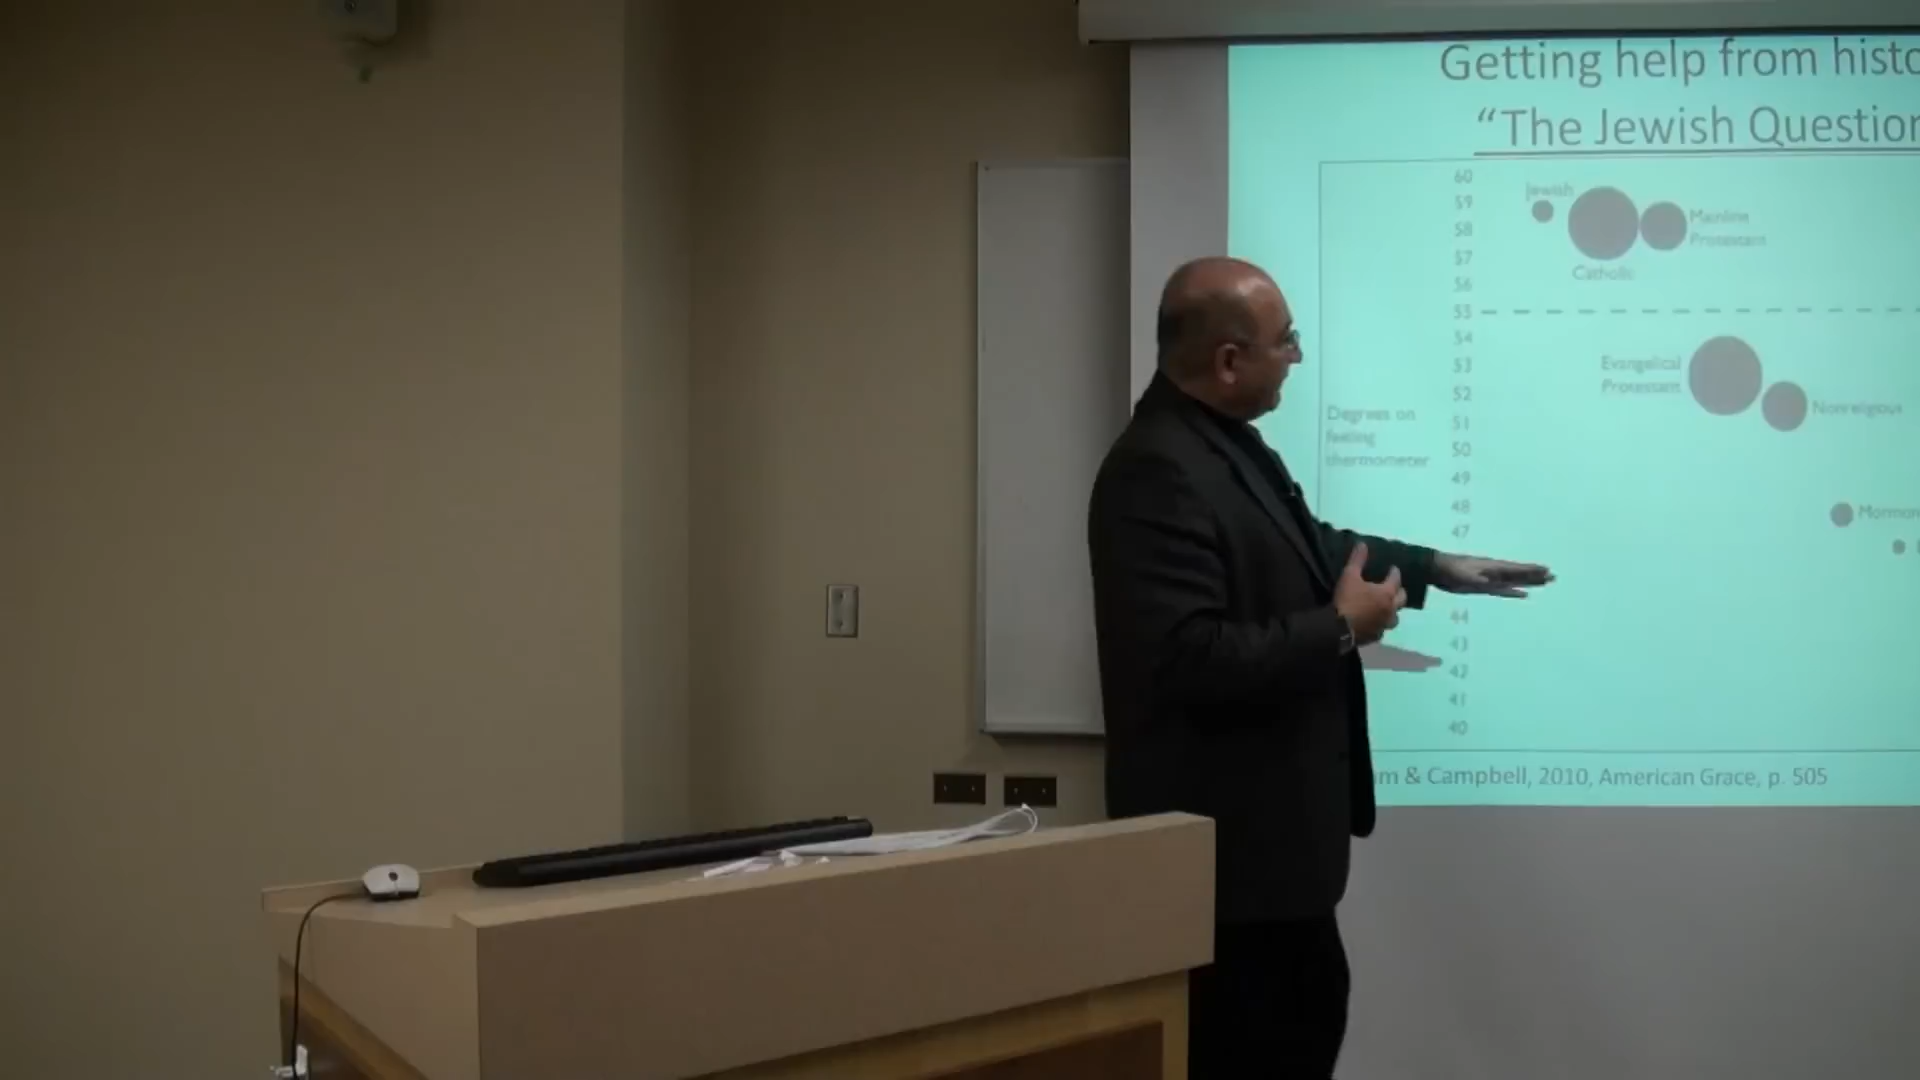 Getting help from histo
“The Jewish Question
60
59
58
57
56
55
54
53
52
51
50
49
48
47
44
43
42
41
40
Jewish
Mainline
Protestant
Catholic
Evangelical
Protestant
Nonreligious
Degrees on
feeling
thermometer
Mormon
m & Campbell, 2010, American Grace, p. 505